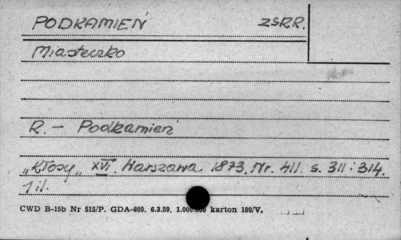 PODKAMIEŃ ZSRR.
Miasteczko
R. - Podkamień
"Kłosy" XVI. Warszawa. 1873. Nr. 411. s. 311:314.
1 il.
CWD B-15b Nr 515/P. GDA-809. 6.3.59. karton 180/V.